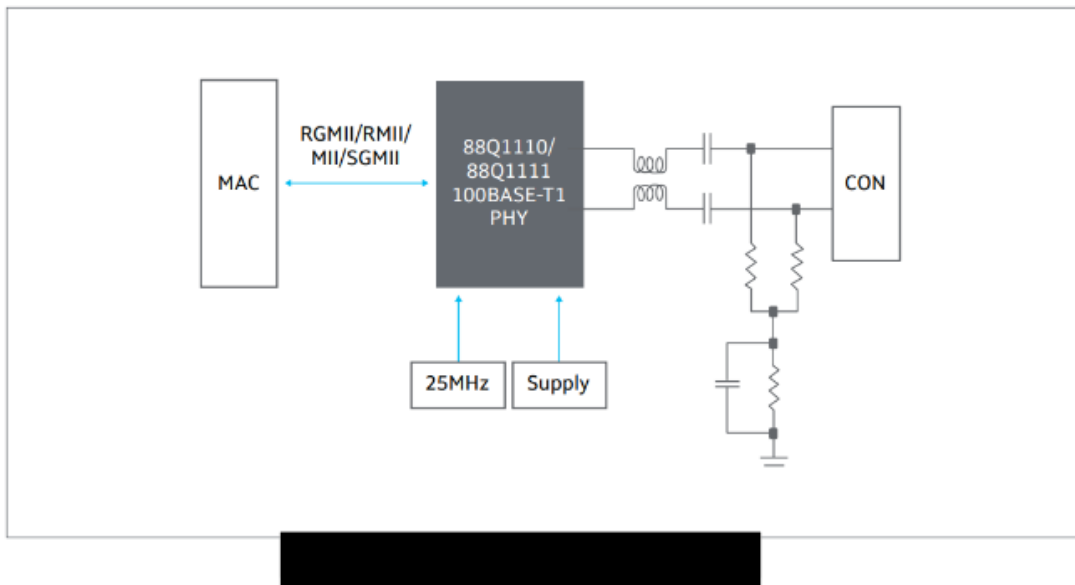 MAC
RGMII/RMII/
MII/SGMII
88Q1110/
88Q1111
100BASE-T1
PHY
CON
25MHz
Supply